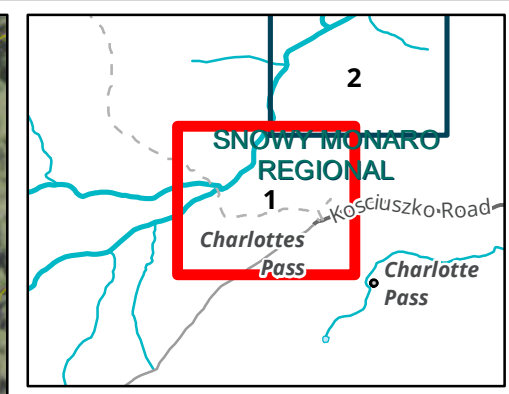 2
SNOWY MONARO
REGIONAL
1
Kosciuszko Road
Charlottes
Pass
Charlotte
Pass